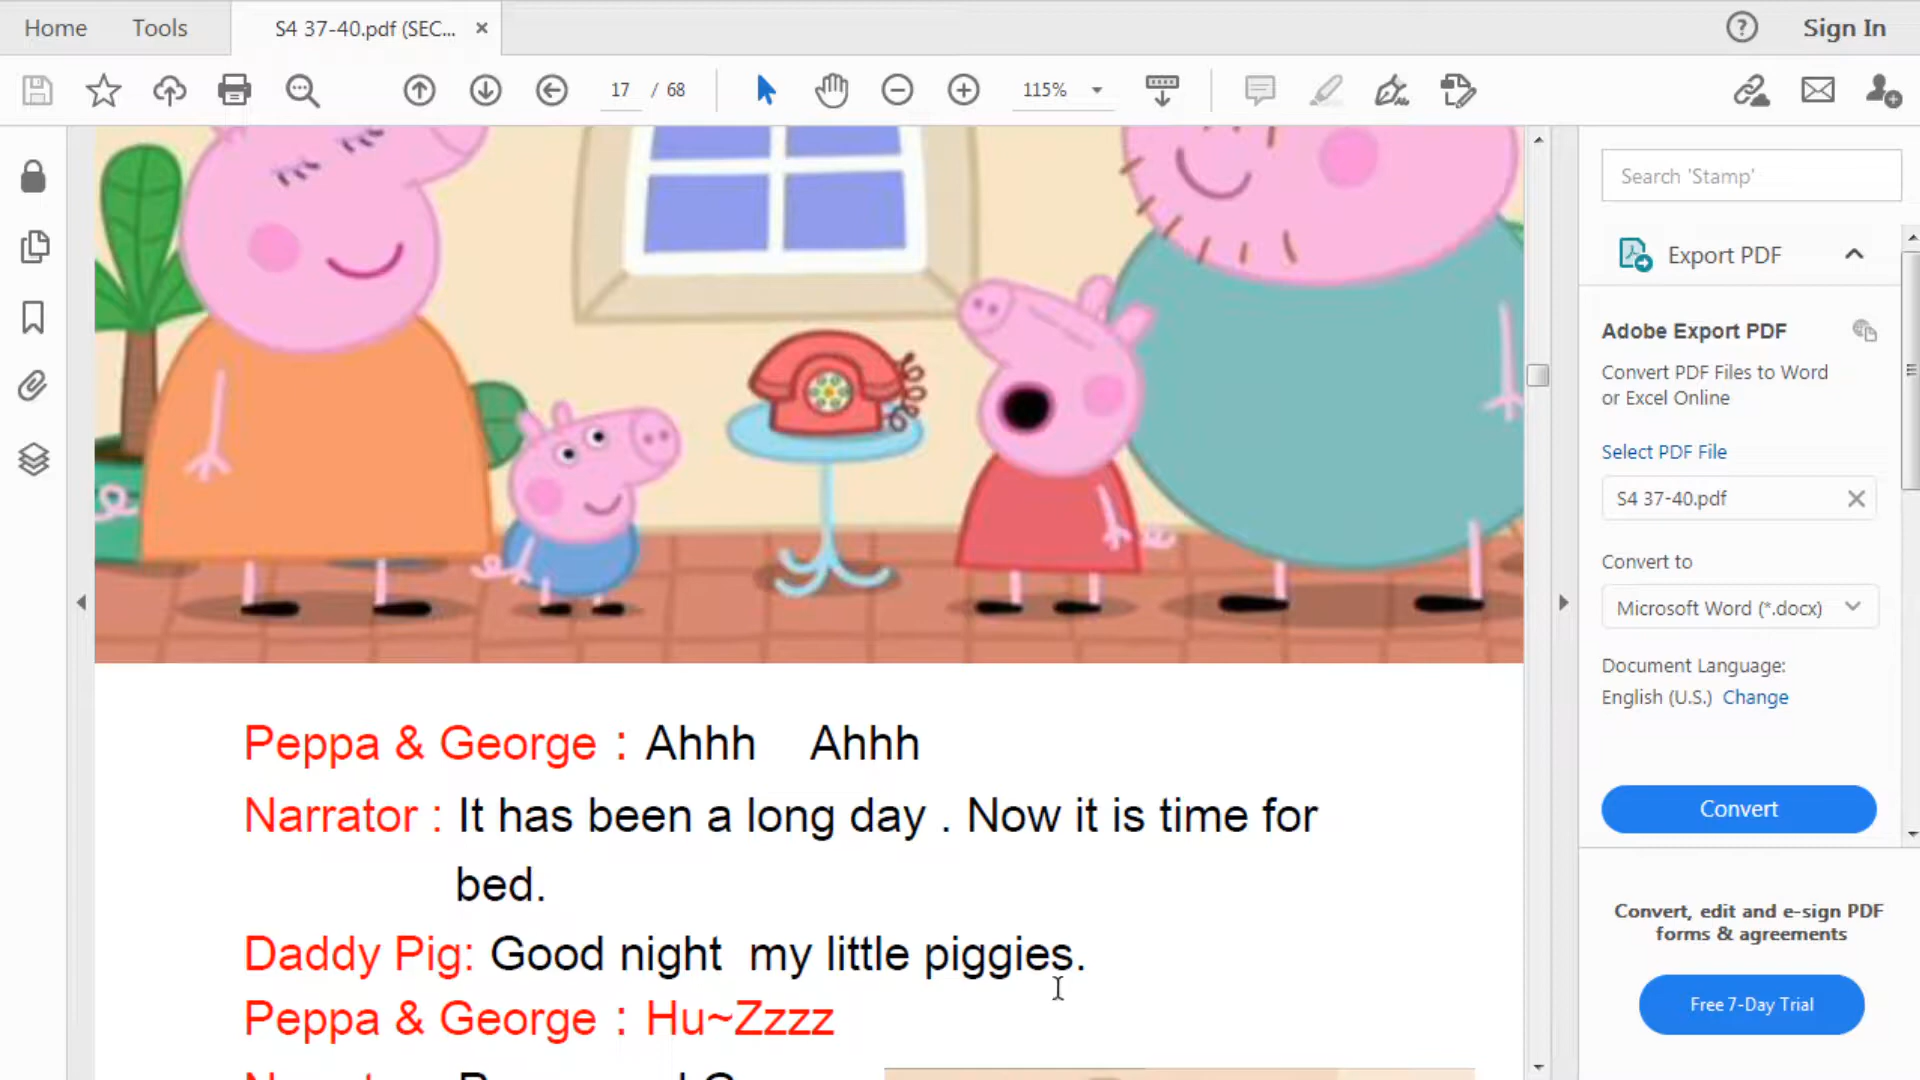 Home Tools S4 37-40.pdf (SEC... × Sign In
17 / 68 115%
Search 'Stamp'
Export PDF
Adobe Export PDF
Convert PDF Files to Word
or Excel Online
Select PDF File
S4 37-40.pdf
Convert to
Microsoft Word (*.docx)
Document Language:
English (U.S.) Change
Convert
Convert, edit and e-sign PDF
forms & agreements
Free 7-Day Trial
Peppa & George : Ahhh Ahhh
Narrator : It has been a long day . Now it is time for
bed.
Daddy Pig: Good night my little piggies.
Peppa & George : Hu~Zzzz